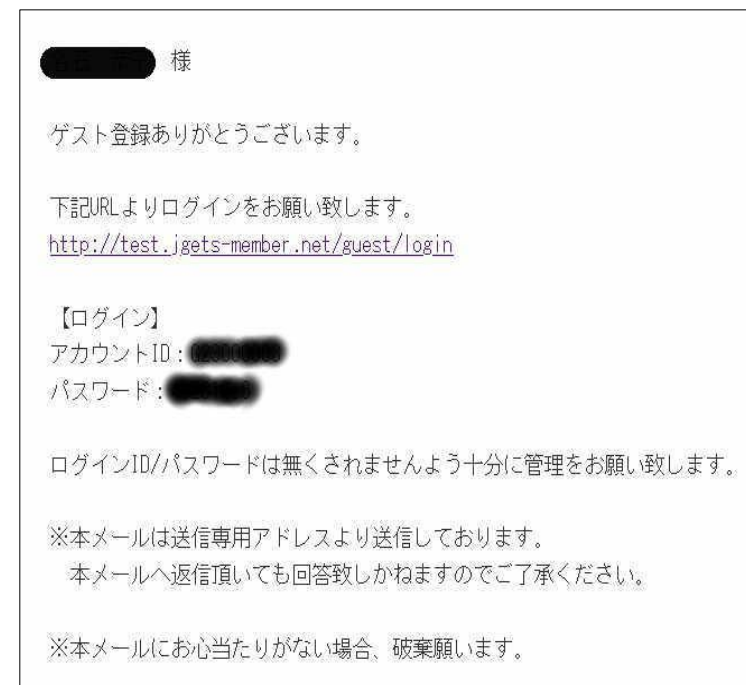 様
ゲスト登録ありがとうございます。
下記URLよりログインをお願い致します。
http://test.jgets-member.net/guest/login
【ログイン】
アカウントID：
パスワード：
ログインID/パスワードは無くされませんよう十分に管理をお願い致します。
※本メールは送信専用アドレスより送信しております。
本メールへ返信頂いても回答致しかねますのでご了承ください。
※本メールにお心当たりがない場合、破棄願います。